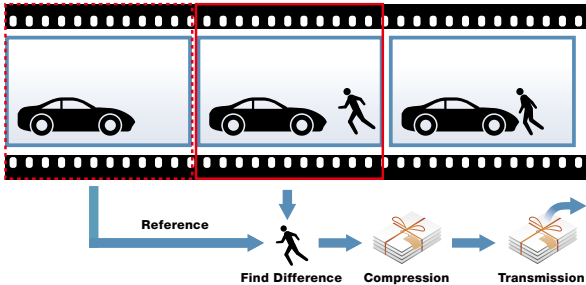 Reference
Find Difference
Compression
Transmission